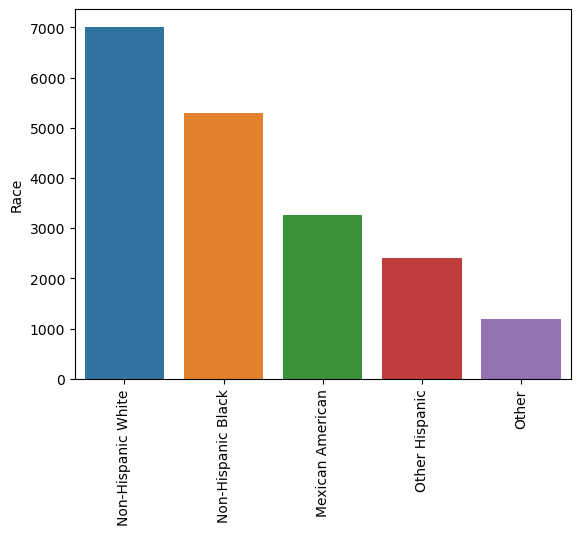 7000
6000
5000
4000
3000
2000
1000
0
Race
Non-Hispanic White
Non-Hispanic Black
Mexican American
Other Hispanic
Other